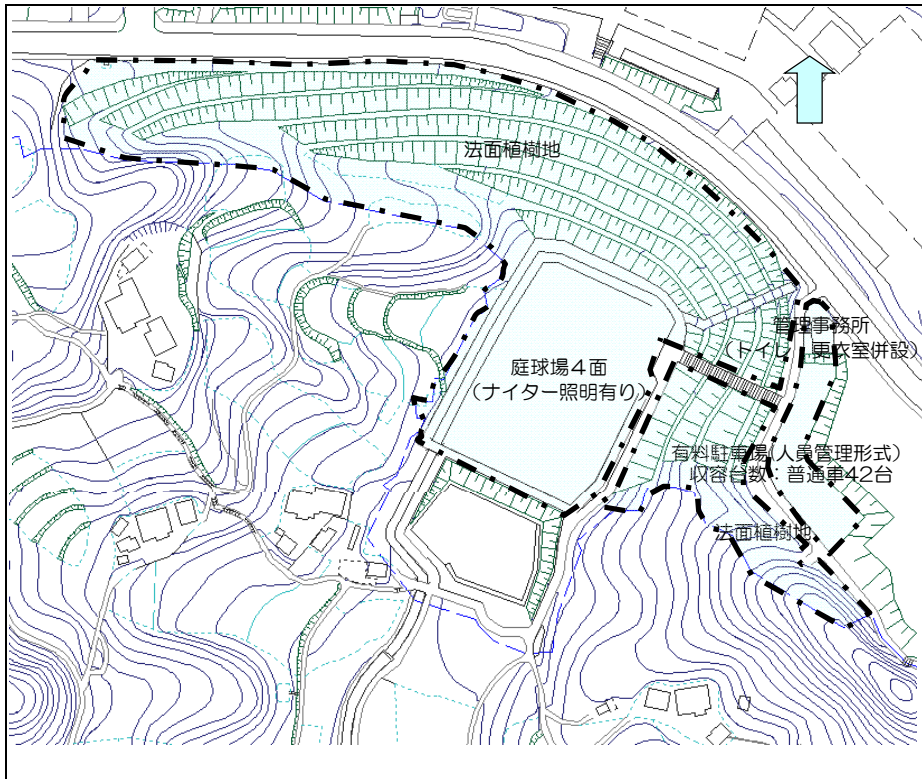 法面植樹地
管理事務所
（トイレ、更衣室併設）
庭球場４面
（ナイター照明有り）
有料駐車場(人員管理形式）
収容台数：普通車42台
法面植樹地